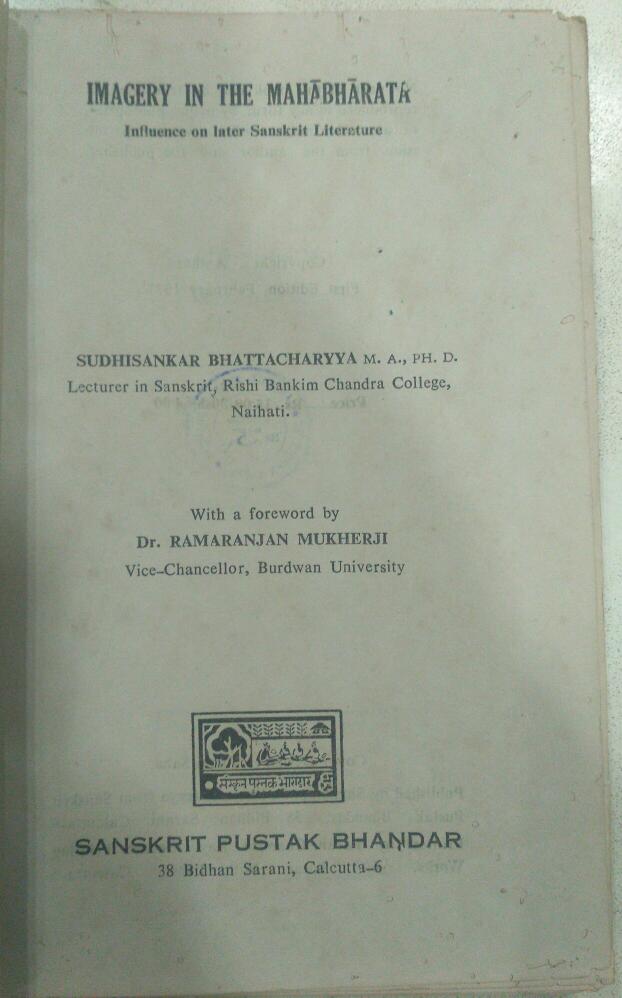 IMAGERY IN THE MAHĀBHĀRATA
Influence on later Sanskrit Literature
SUDHISANKAR BHATTACHARYYA M. A., PH. D.
Lecturer in Sanskrit, Rishi Bankim Chandra College,
Naihati.
With a foreword by
Dr. RAMARANJAN MUKHERJI
Vice-Chancellor, Burdwan University
संस्कृत पुस्तक भाण्डार
SANSKRIT PUSTAK BHANDAR
38 Bidhan Sarani, Calcutta-6